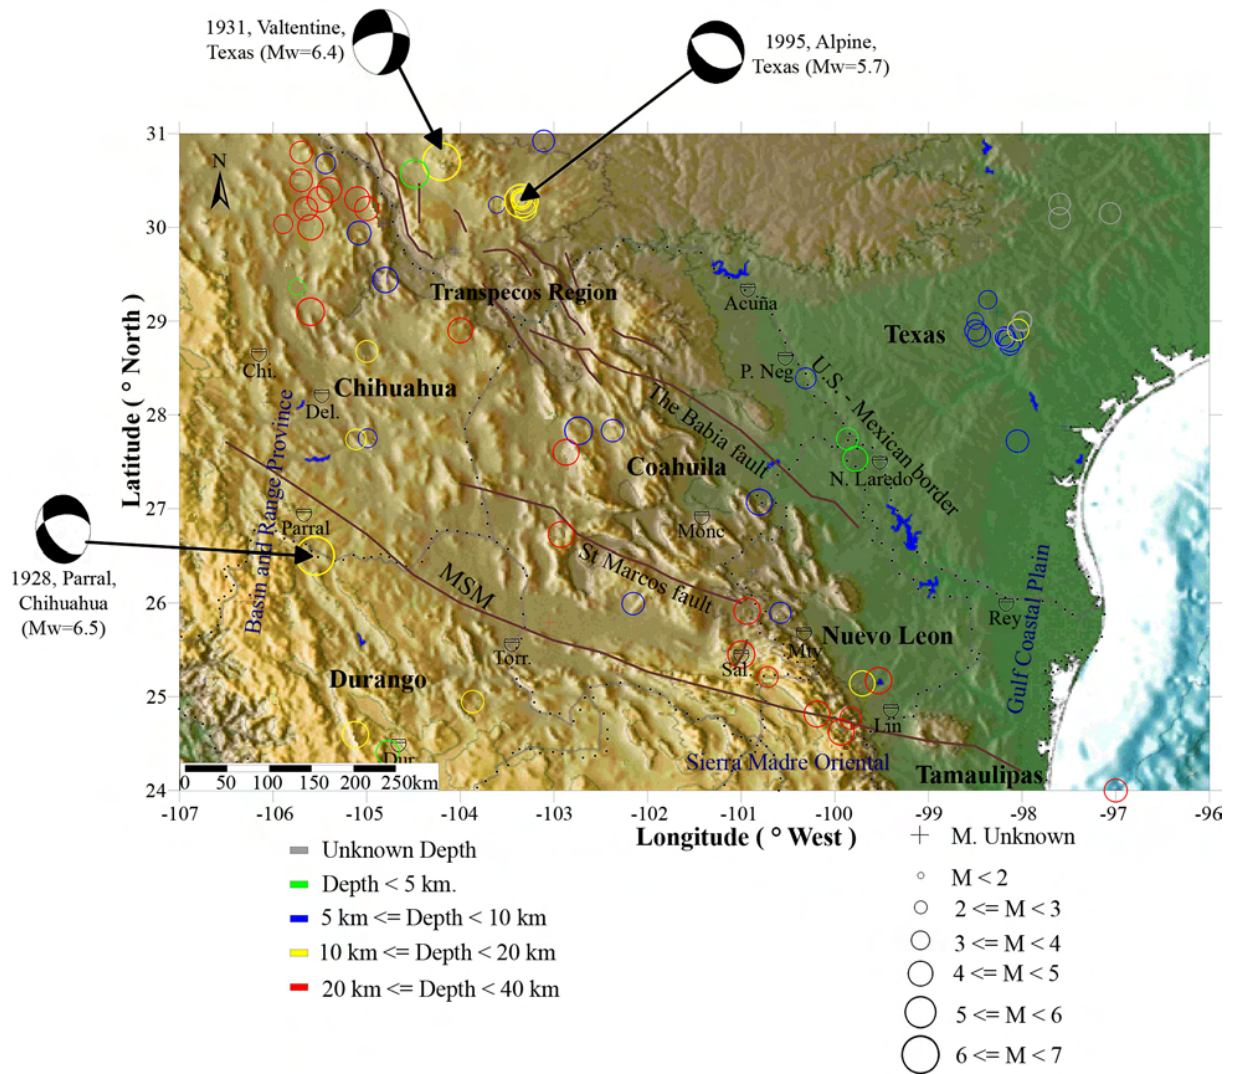 1931, Valtentine,
Texas (Mw=6.4)
1995, Alpine,
Texas (Mw=5.7)
31
30
29
28
27
26
25
24
Latitude ( ° North )
N
Transpecos Region
Acuña
Texas
Chi.
P. Neg
Chihuahua
Del.
U.S - Mexican border
The Babia fault
Coahuila
N. Laredo
Basin and Range Province
Parral
Monc
1928, Parral,
Chihuahua
(Mw=6.5)
St Marcos fault
MSM
Rey
Gulf Coastal Plain
Nuevo Leon
Mty.
Torr.
Sal.
Durango
Lin
Dur
Sierra Madre Oriental
Tamaulipas
0 50 100 150 200 250km
-107 -106 -105 -104 -103 -102 -101 -100 -99 -98 -97 -96
Longitude ( ° West )
Unknown Depth
Depth < 5 km.
5 km <= Depth < 10 km
10 km <= Depth < 20 km
20 km <= Depth < 40 km
M. Unknown
M < 2
2 <= M < 3
3 <= M < 4
4 <= M < 5
5 <= M < 6
6 <= M < 7